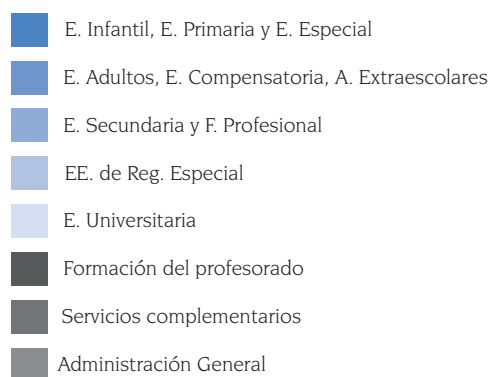 E. Infantil, E. Primaria y E. Especial
E. Adultos, E. Compensatoria, A. Extraescolares
E. Secundaria y F. Profesional
EE. de Reg. Especial
E. Universitaria
Formación del profesorado
Servicios complementarios
Administración General